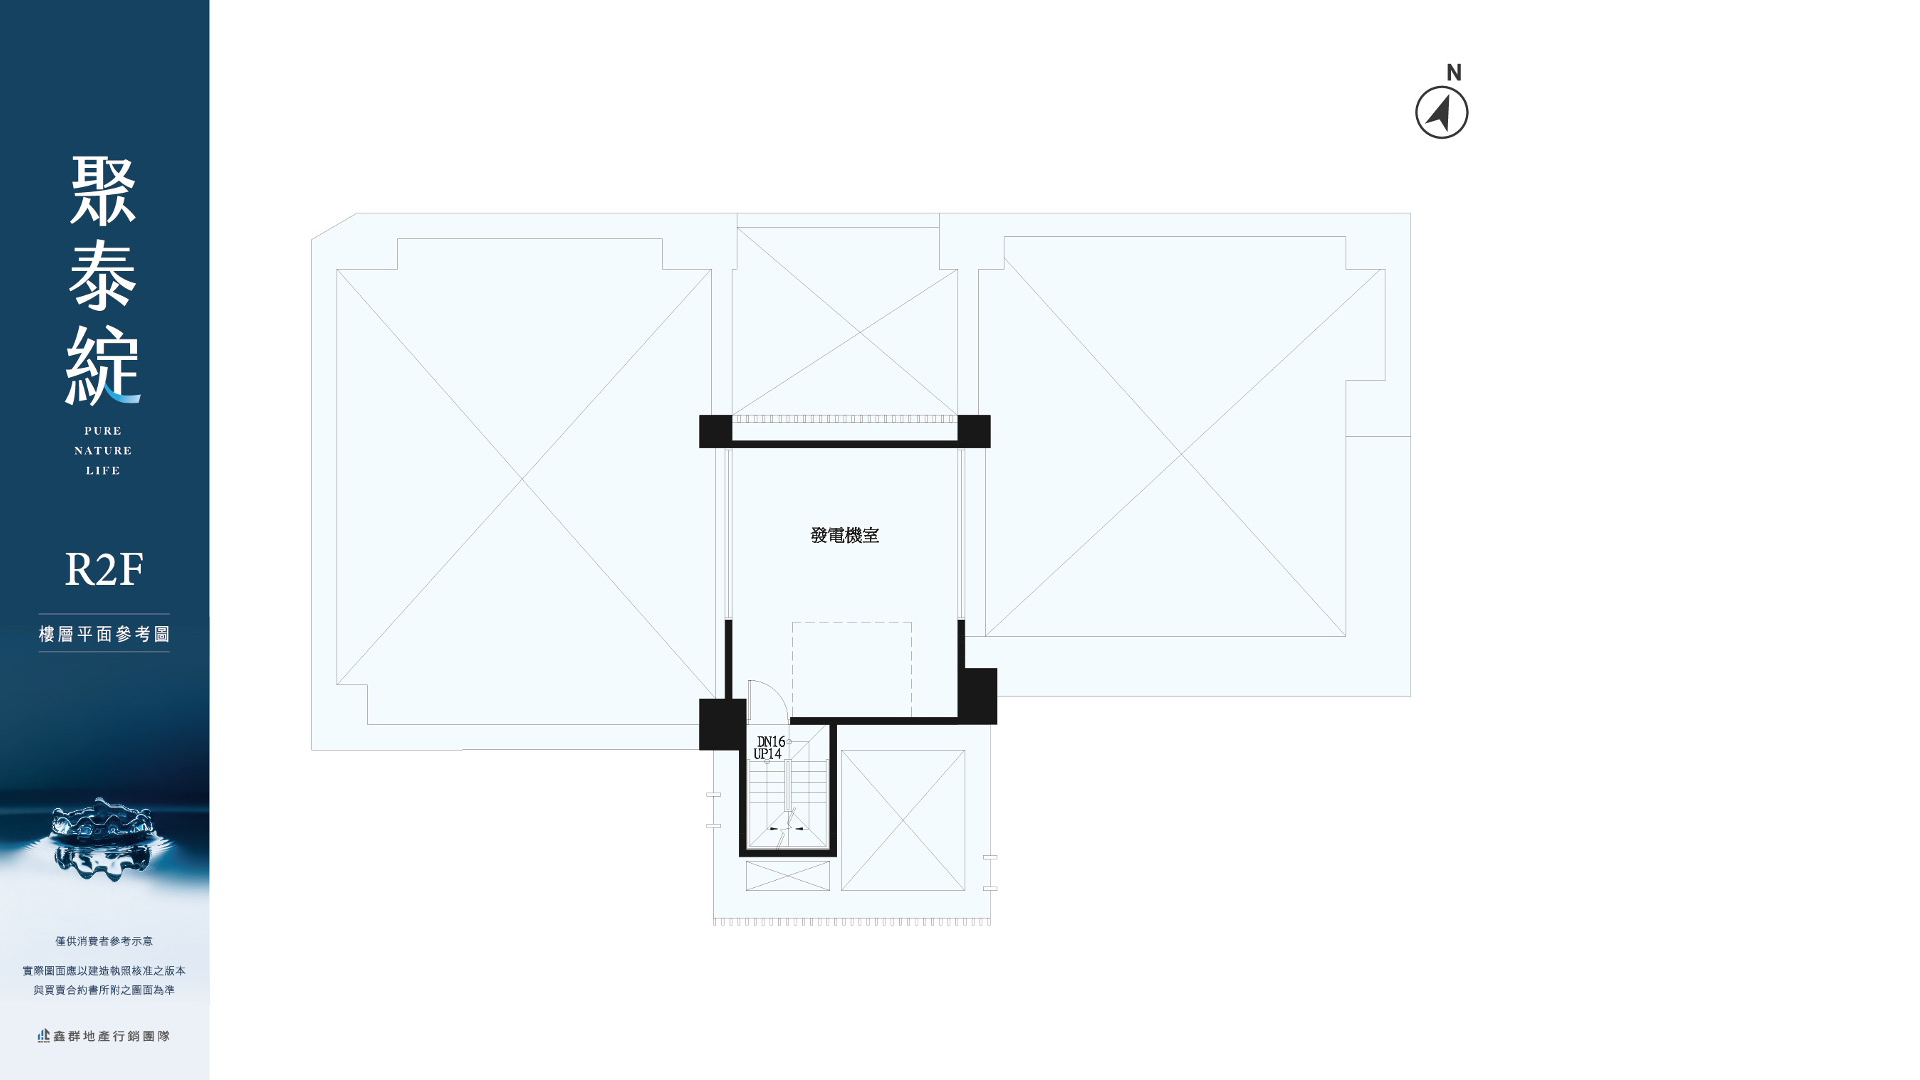 聚泰綻
PURE
NATURE
LIFE
R2F
樓層平面參考圖
僅供消費者參考示意
實際圖面應以建造執照核准之版本
與買賣合約書所附之圖面為準
鑫群地產行銷團隊
N
發電機室
DN16
UP14